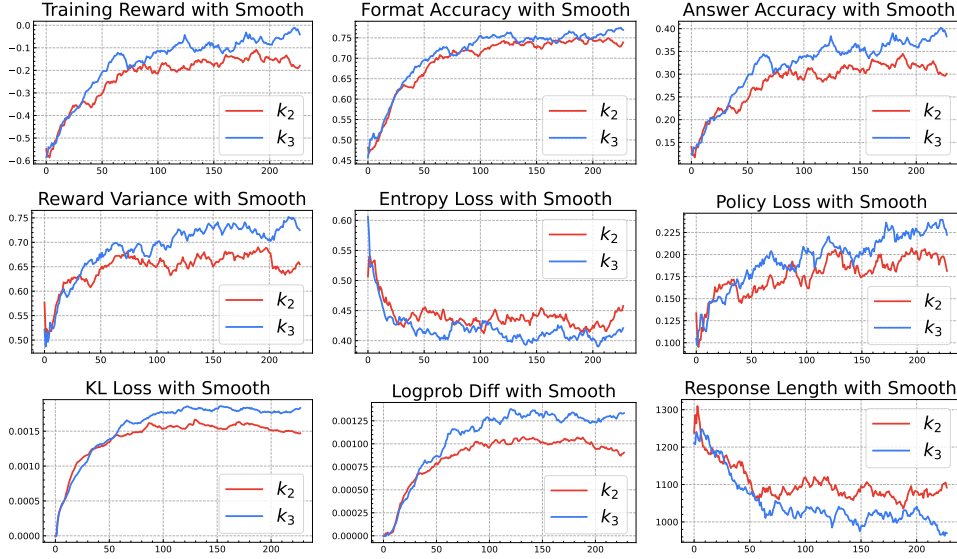 Training Reward with Smooth
0.0
−0.1
−0.2
−0.3
−0.4
−0.5
−0.6
0 50 100 150 200
k2
k3
Format Accuracy with Smooth
0.75
0.70
0.65
0.60
0.55
0.50
0.45
0 50 100 150 200
k2
k3
Answer Accuracy with Smooth
0.40
0.35
0.30
0.25
0.20
0.15
0 50 100 150 200
k2
k3
Reward Variance with Smooth
0.75
0.70
0.65
0.60
0.55
0.50
0 50 100 150 200
k2
k3
Entropy Loss with Smooth
0.60
0.55
0.50
0.45
0.40
0 50 100 150 200
k2
k3
Policy Loss with Smooth
0.225
0.200
0.175
0.150
0.125
0.100
0 50 100 150 200
k2
k3
KL Loss with Smooth
0.0015
0.0010
0.0005
0.0000
0 50 100 150 200
k2
k3
Logprob Diff with Smooth
0.00125
0.00100
0.00075
0.00050
0.00025
0.00000
0 50 100 150 200
k2
k3
Response Length with Smooth
1300
1200
1100
1000
0 50 100 150 200
k2
k3